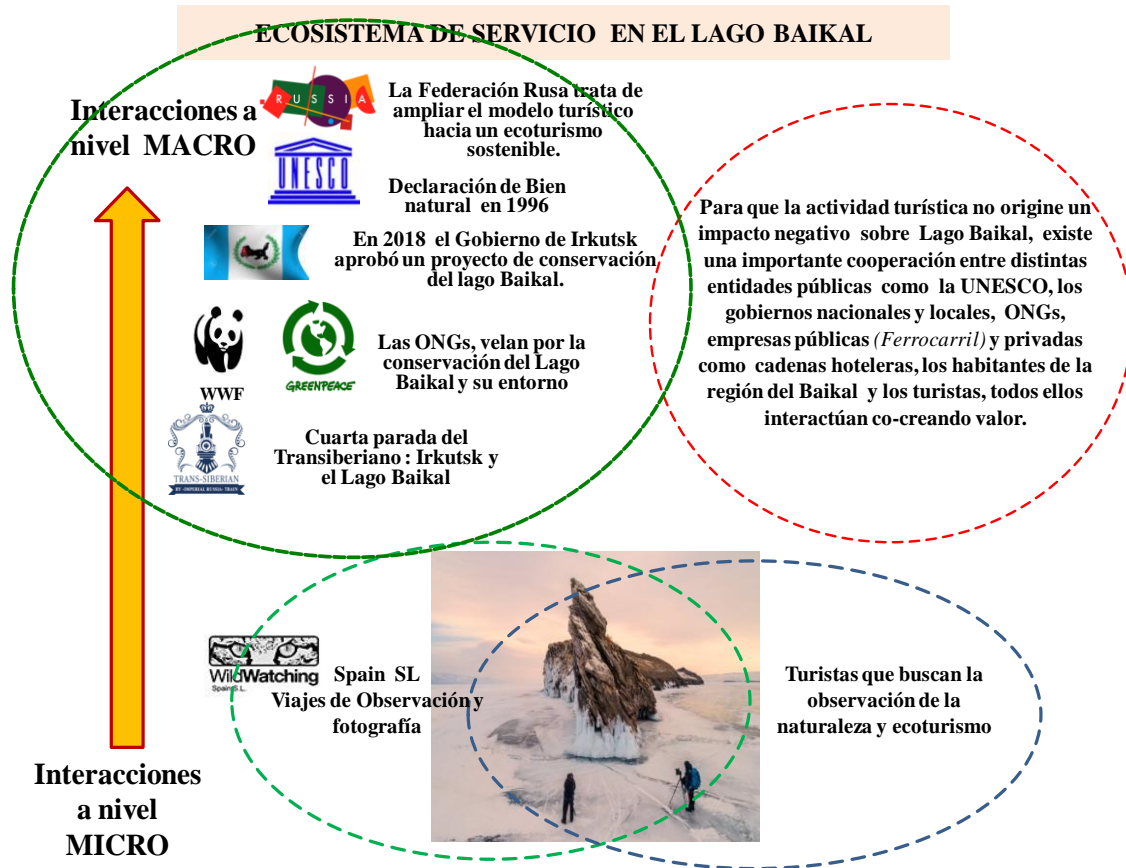 ECOSISTEMA DE SERVICIO EN EL LAGO BAIKAL
Interacciones a
nivel MACRO
RUSSIA
La Federación Rusa trata de
ampliar el modelo turístico
hacia un ecoturismo
sostenible.
UNESCO
Declaración de Bien
natural en 1996
En 2018 el Gobierno de Irkutsk
aprobó un proyecto de conservación
del lago Baikal.
WWF
GREENPEACE
Las ONGs, velan por la
conservación del Lago
Baikal y su entorno
TRANS-SIBERIAN
BY-IMPERIAL RUSSIA-TRAIN
Cuarta parada del
Transiberiano : Irkutsk y
el Lago Baikal
Para que la actividad turística no origine un
impacto negativo sobre Lago Baikal, existe
una importante cooperación entre distintas
entidades públicas como la UNESCO, los
gobiernos nacionales y locales, ONGs,
empresas públicas (Ferrocarril) y privadas
como cadenas hoteleras, los habitantes de la
región del Baikal y los turistas, todos ellos
interactúan co-creando valor.
WildWatching
Spain S.L.
Spain SL
Viajes de Observación y
fotografía
Turistas que buscan la
observación de la
naturaleza y ecoturismo
Interacciones
a nivel
MICRO